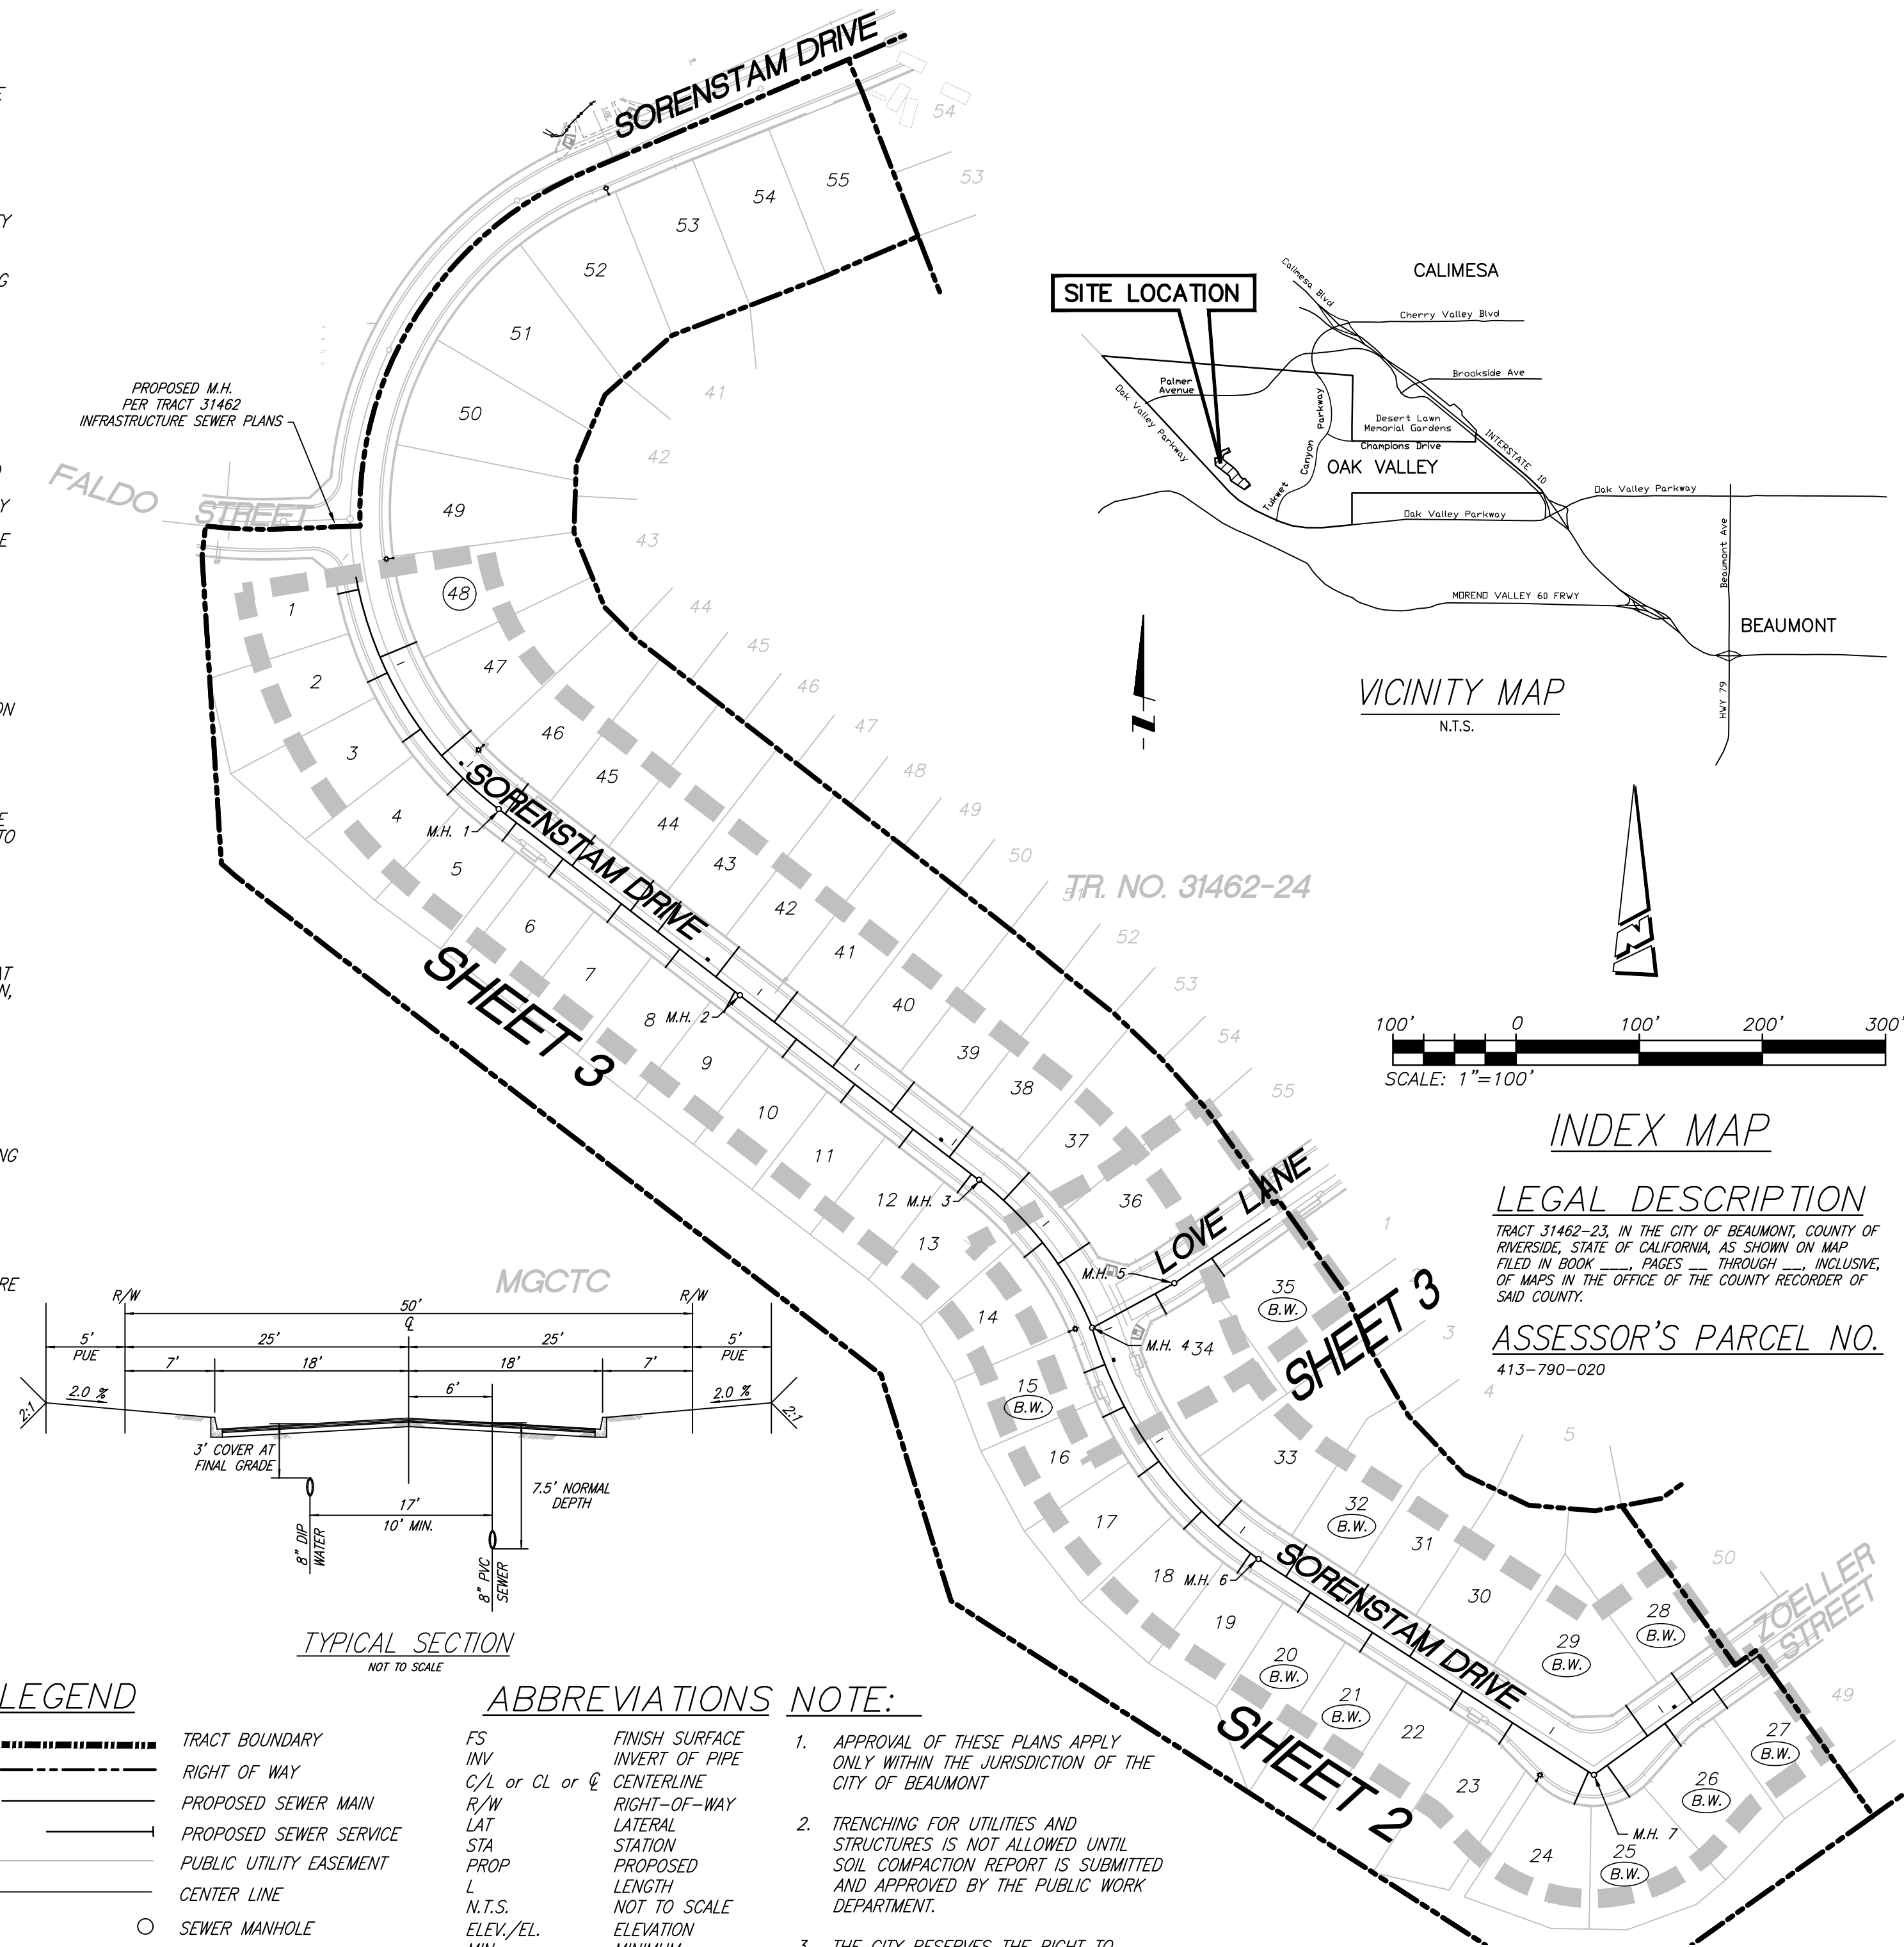 SORENSTAM DRIVE
54
53
55
54
53
52
51
50
49
48
47
46
45
44
43
42
41
40
39
38
37
36
41
42
43
44
45
46
47
48
49
50
51
52
53
54
55
PROPOSED M.H.
PER TRACT 31462
INFRASTRUCTURE SEWER PLANS
FALDO
STREET
1
2
3
4
5
6
7
8
9
10
11
12
13
14
M.H. 1
M.H. 2
M.H. 3
M.H. 5
M.H. 4
SORENSTAM DRIVE
SHEET 3
TR. NO. 31462-24
LOVE LANE
1
3
4
5
34
35
B.W.
SHEET 3
15
B.W.
16
17
18
M.H. 6
19
20
B.W.
21
B.W.
22
23
24
25
B.W.
26
B.W.
27
B.W.
28
B.W.
29
B.W.
30
31
32
B.W.
33
M.H. 7
50
49
ZOELLER
STREET
SORENSTAM DRIVE
SHEET 2
SITE LOCATION
CALIMESA
Calimesa Blvd
Cherry Valley Blvd
Brookside Ave
Palmer
Avenue
Oak Valley Parkway
Parkway
Canyon
Tukwet
Desert Lawn
Memorial Gardens
Champions Drive
OAK VALLEY
INTERSTATE 10
Oak Valley Parkway
Oak Valley Parkway
Beaumont Ave
MORENO VALLEY 60 FRWY
BEAUMONT
HWY 79
VICINITY MAP
N.T.S.
100'
0
100'
200'
300'
SCALE: 1"=100'
INDEX MAP
LEGAL DESCRIPTION
TRACT 31462-23, IN THE CITY OF BEAUMONT, COUNTY OF
RIVERSIDE, STATE OF CALIFORNIA, AS SHOWN ON MAP
FILED IN BOOK ___, PAGES __ THROUGH __, INCLUSIVE,
OF MAPS IN THE OFFICE OF THE COUNTY RECORDER OF
SAID COUNTY.
ASSESSOR'S PARCEL NO.
413-790-020
MGCTC
R/W
R/W
50'
℄
5'
PUE
25'
25'
5'
PUE
7'
18'
18'
7'
6'
2.0 %
2.0 %
2:1
2:1
3' COVER AT
FINAL GRADE
7.5' NORMAL
DEPTH
17'
10' MIN.
8" DIP
WATER
8" PVC
SEWER
TYPICAL SECTION
NOT TO SCALE
LEGEND
TRACT BOUNDARY
RIGHT OF WAY
PROPOSED SEWER MAIN
PROPOSED SEWER SERVICE
PUBLIC UTILITY EASEMENT
CENTER LINE
SEWER MANHOLE
ABBREVIATIONS
FS FINISH SURFACE
INV INVERT OF PIPE
C/L or CL or ℄ CENTERLINE
R/W RIGHT-OF-WAY
LAT LATERAL
STA STATION
PROP PROPOSED
L LENGTH
N.T.S. NOT TO SCALE
ELEV./EL. ELEVATION
MIN MINIMUM
NOTE:
1. APPROVAL OF THESE PLANS APPLY
ONLY WITHIN THE JURISDICTION OF THE
CITY OF BEAUMONT
2. TRENCHING FOR UTILITIES AND
STRUCTURES IS NOT ALLOWED UNTIL
SOIL COMPACTION REPORT IS SUBMITTED
AND APPROVED BY THE PUBLIC WORK
DEPARTMENT.
3. THE CITY RESERVES THE RIGHT TO